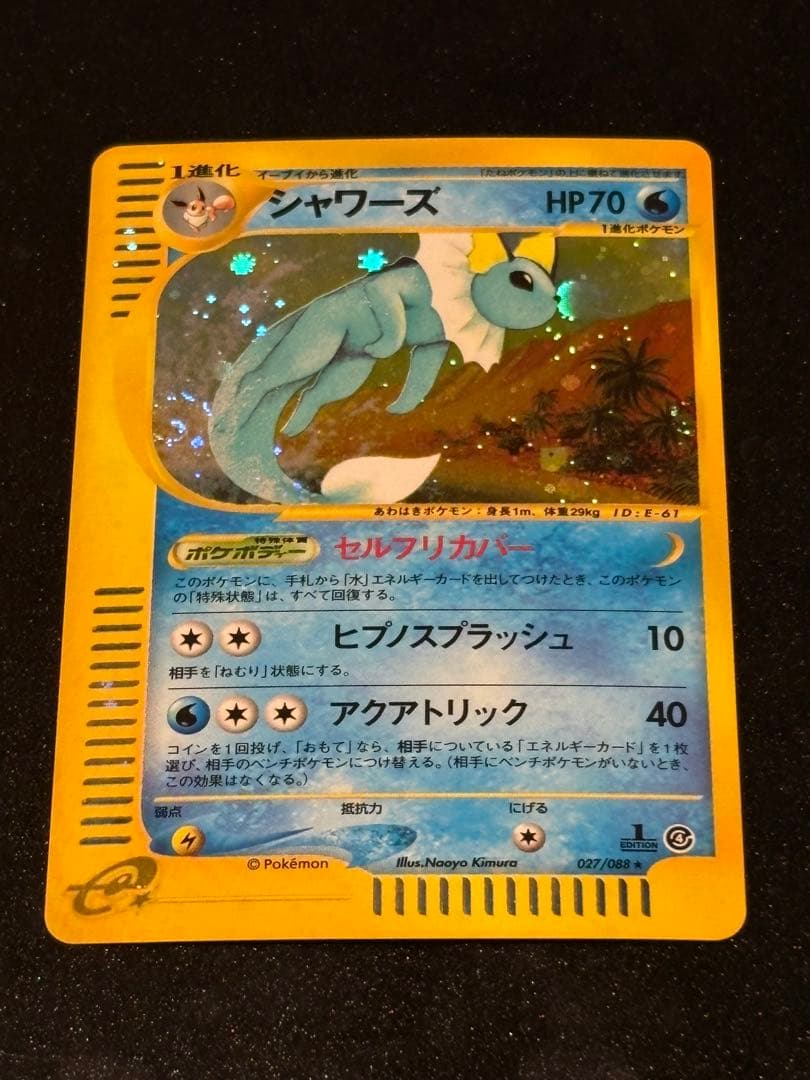 1進化 イーブイから進化 「たねポケモン」の上に重ねて進化させます
シャワーズ HP70
1進化ポケモン
あわはきポケモン：身長1m、体重29kg ID:E-61
特殊体質
ポケボディー セルフリカバー
このポケモンに、手札から「水」エネルギーカードを出してつけたとき、このポケモン
の「特殊状態」は、すべて回復する。
ヒプノスプラッシュ 10
相手を「ねむり」状態にする。
アクアトリック 40
コインを1回投げ、「おもて」なら、相手についている「エネルギーカード」を1枚
選び、相手のベンチポケモンにつけ替える。（相手にベンチポケモンがいないとき、
この効果はなくなる。）
弱点 抵抗力 にげる
1 EDITION 4
© Pokémon Illus.Naoyo Kimura 027/088 ★
e